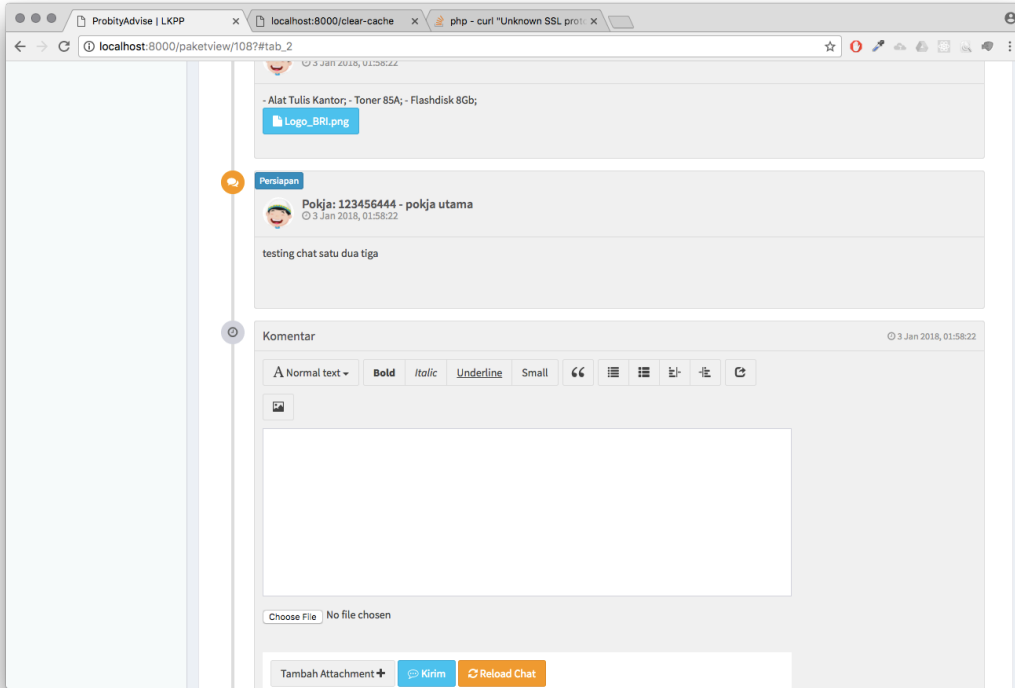 ProbityAdvise | LKPP
localhost:8000/clear-cache
php - curl "Unknown SSL proto
localhost:8000/paketview/108?#tab_2
3 Jan 2018, 01:58:22
- Alat Tulis Kantor; - Toner 85A; - Flashdisk 8Gb;
Logo_BRI.png
Persiapan
Pokja: 123456444 - pokja utama
3 Jan 2018, 01:58:22
testing chat satu dua tiga
Komentar 3 Jan 2018, 01:58:22
A Normal text Bold Italic Underline Small
Choose File No file chosen
Tambah Attachment + Kirim Reload Chat